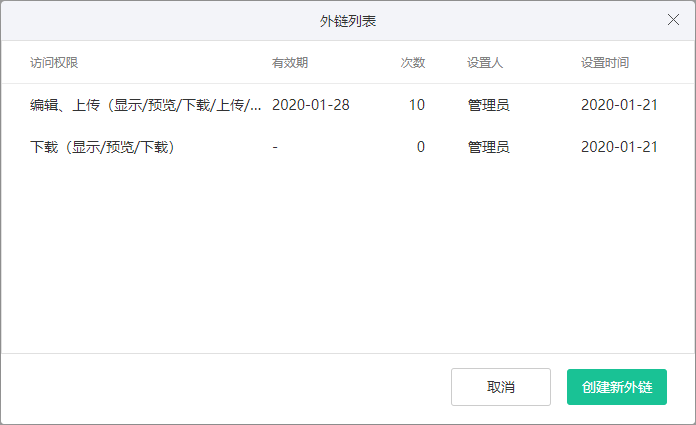 外链列表
访问权限 有效期 次数 设置人 设置时间
编辑、上传（显示/预览/下载/上传/... 2020-01-28 10 管理员 2020-01-21
下载（显示/预览/下载） - 0 管理员 2020-01-21
取消 创建新外链